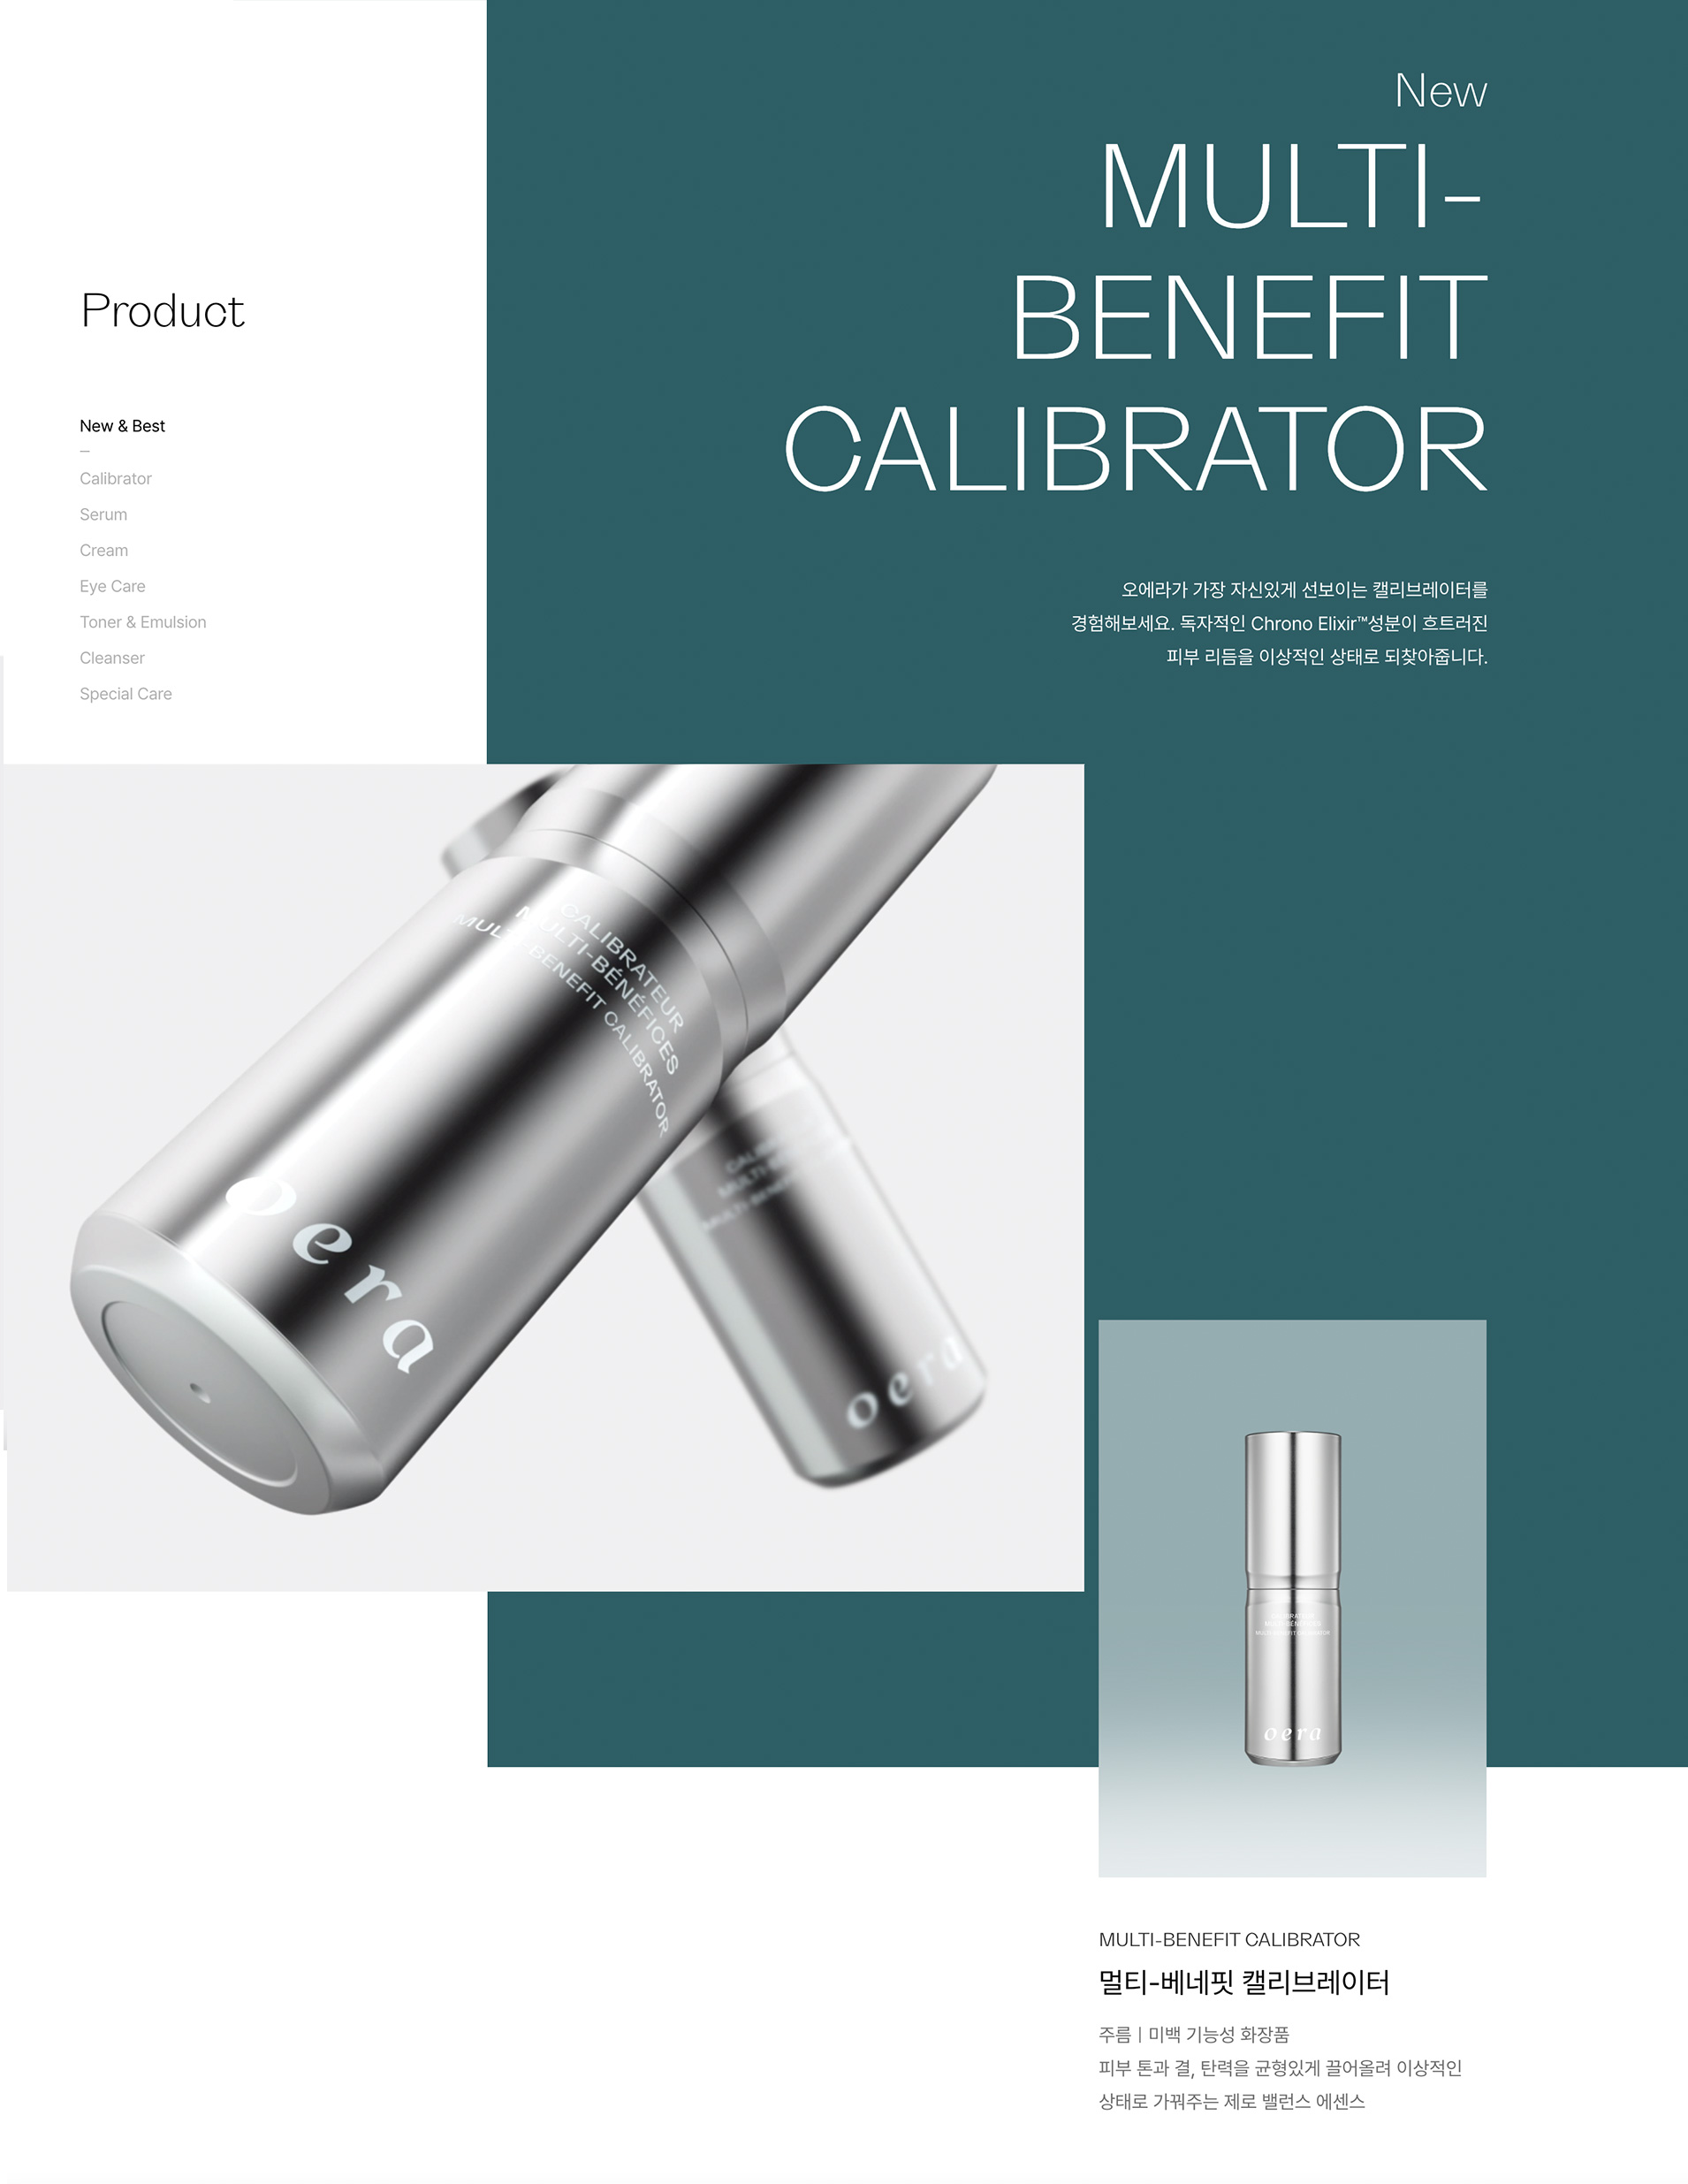 New
MULTI-
BENEFIT
CALIBRATOR
오에라가 가장 자신있게 선보이는 캘리브레이터를
경험해보세요. 독자적인 Chrono Elixir™성분이 흐트러진
피부 리듬을 이상적인 상태로 되찾아줍니다.
Product
New & Best
–
Calibrator
Serum
Cream
Eye Care
Toner & Emulsion
Cleanser
Special Care
CALIBRATEUR
MULTI-BÉNÉFICES
MULTI-BENEFIT CALIBRATOR
oera
oera
CALIBRATEUR
MULTI-BÉNÉFICES
MULTI-BENEFIT CALIBRATOR
oera
MULTI-BENEFIT CALIBRATOR
멀티-베네핏 캘리브레이터
주름 | 미백 기능성 화장품
피부 톤과 결, 탄력을 균형있게 끌어올려 이상적인
상태로 가꿔주는 제로 밸런스 에센스